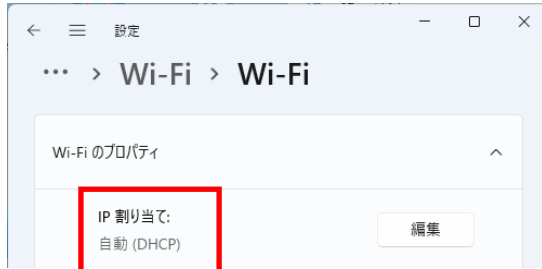 設定
… > Wi-Fi > Wi-Fi
Wi-Fi のプロパティ
IP 割り当て:
編集
自動 (DHCP)